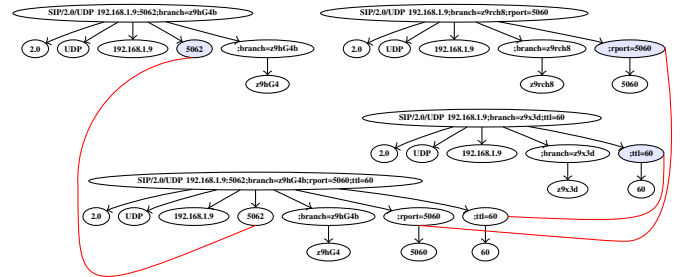 SIP/2.0/UDP 192.168.1.9:5062;branch=z9hG4b
2.0 UDP 192.168.1.9 5062 ;branch=z9hG4b
z9hG4
SIP/2.0/UDP 192.168.1.9;branch=z9rch8;rport=5060
2.0 UDP 192.168.1.9 ;branch=z9rch8 ;rport=5060
z9rch8 5060
SIP/2.0/UDP 192.168.1.9;branch=z9x3d;ttl=60
2.0 UDP 192.168.1.9 ;branch=z9x3d ;ttl=60
z9x3d 60
SIP/2.0/UDP 192.168.1.9:5062;branch=z9hG4b;rport=5060;ttl=60
2.0 UDP 192.168.1.9 5062 ;branch=z9hG4b ;rport=5060 ;ttl=60
z9hG4 5060 60